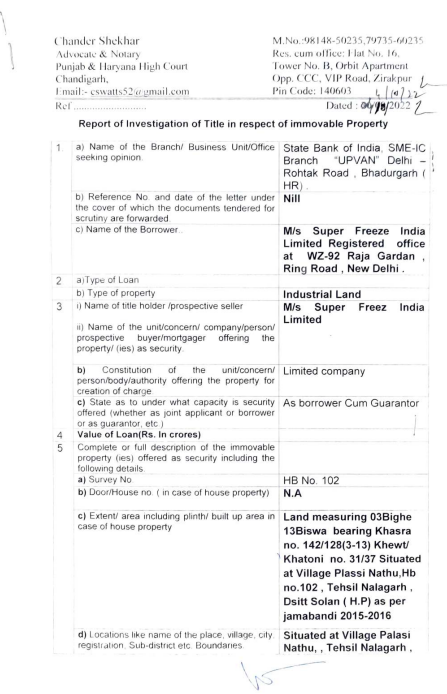 Chander Shekhar
Advocate & Notary
Punjab & Haryana High Court
Chandigarh,
Email:- cswatts52@gmail.com
M.No.:98148-50235,79735-60235
Res. cum office: Flat No. 16,
Tower No. B, Orbit Apartment
Opp. CCC, VIP Road, Zirakpur
Pin Code: 140603
Ref ..........................
Dated : /2022
Report of Investigation of Title in respect of immovable Property
1 a) Name of the Branch/ Business Unit/Office
seeking opinion.
State Bank of India, SME-IC
Branch "UPVAN" Delhi –
Rohtak Road , Bhadurgarh (
HR) .
b) Reference No. and date of the letter under
the cover of which the documents tendered for
scrutiny are forwarded.
Nill
c) Name of the Borrower..
M/s Super Freeze India
Limited Registered office
at WZ-92 Raja Gardan ,
Ring Road , New Delhi .
2 a)Type of Loan
b) Type of property
Industrial Land
3 i) Name of title holder /prospective seller
M/s Super Freez India
Limited
ii) Name of the unit/concern/ company/person/
prospective buyer/mortgager offering the
property/ (ies) as security.
b) Constitution of the unit/concern/
person/body/authority offering the property for
creation of charge.
Limited company
c) State as to under what capacity is security
offered (whether as joint applicant or borrower
or as guarantor, etc.)
As borrower Cum Guarantor
4 Value of Loan(Rs. In crores)
5 Complete or full description of the immovable
property (ies) offered as security including the
following details.
a) Survey No.
HB No. 102
b) Door/House no. ( in case of house property)
N.A
c) Extent/ area including plinth/ built up area in
case of house property
Land measuring 03Bighe
13Biswa bearing Khasra
no. 142/128(3-13) Khewt/
Khatoni no. 31/37 Situated
at Village Plassi Nathu,Hb
no.102 , Tehsil Nalagarh ,
Dsitt Solan ( H.P) as per
jamabandi 2015-2016
d) Locations like name of the place, village, city
registration, Sub-district etc. Boundaries.
Situated at Village Palasi
Nathu, , Tehsil Nalagarh ,